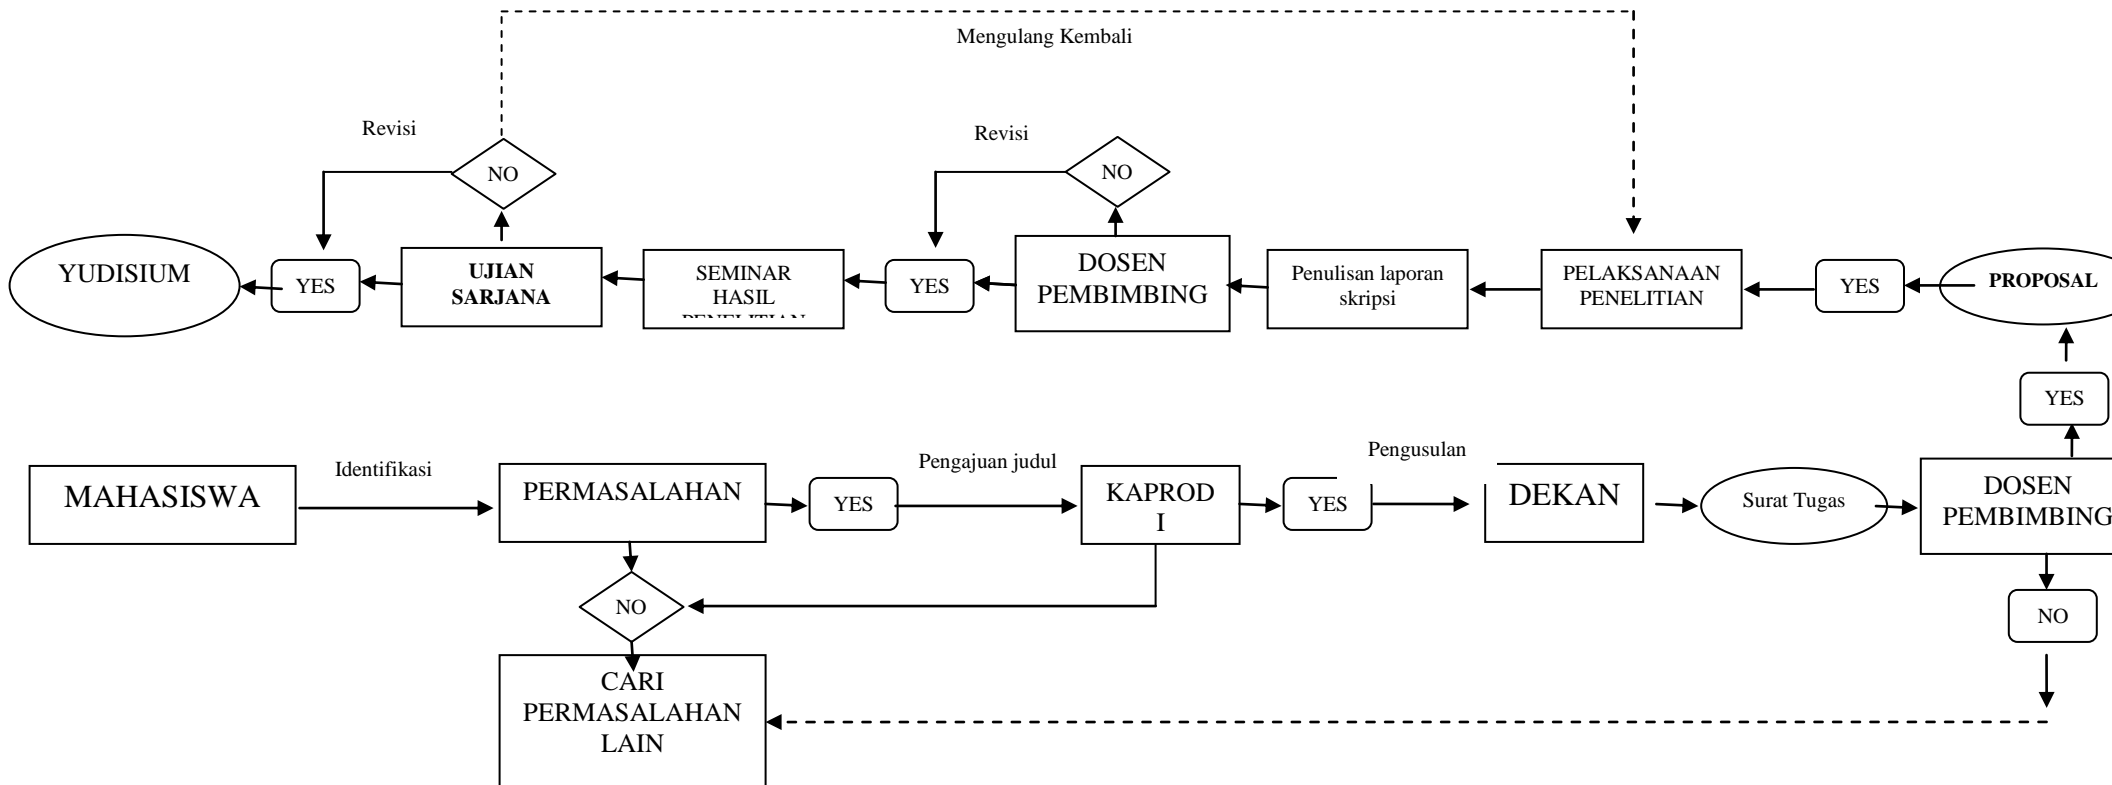 Mengulang Kembali
Revisi
Revisi
NO
NO
YUDISIUM
YES
UJIAN
SARJANA
SEMINAR
HASIL
PENELITIAN
YES
DOSEN
PEMBIMBING
Penulisan laporan
skripsi
PELAKSANAAN
PENELITIAN
YES
PROPOSAL
YES
MAHASISWA
Identifikasi
PERMASALAHAN
YES
Pengajuan judul
KAPROD
I
YES
Pengusulan
DEKAN
Surat Tugas
DOSEN
PEMBIMBING
NO
NO
CARI
PERMASALAHAN
LAIN